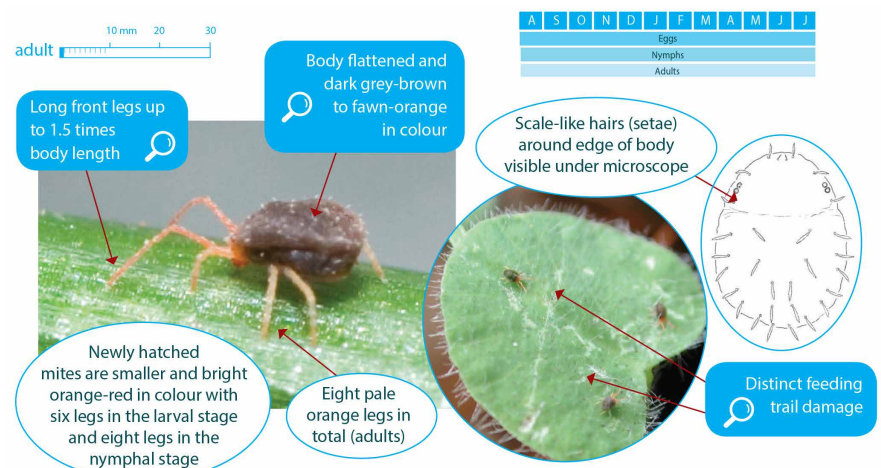 adult
10 mm 20 30
A S O N D J F M A M J J
Eggs
Nymphs
Adults
Long front legs up
to 1.5 times
body length
Body flattened and
dark grey-brown
to fawn-orange
in colour
Scale-like hairs (setae)
around edge of body
visible under microscope
Newly hatched
mites are smaller and bright
orange-red in colour with
six legs in the larval stage
and eight legs in the
nymphal stage
Eight pale
orange legs in
total (adults)
Distinct feeding
trail damage